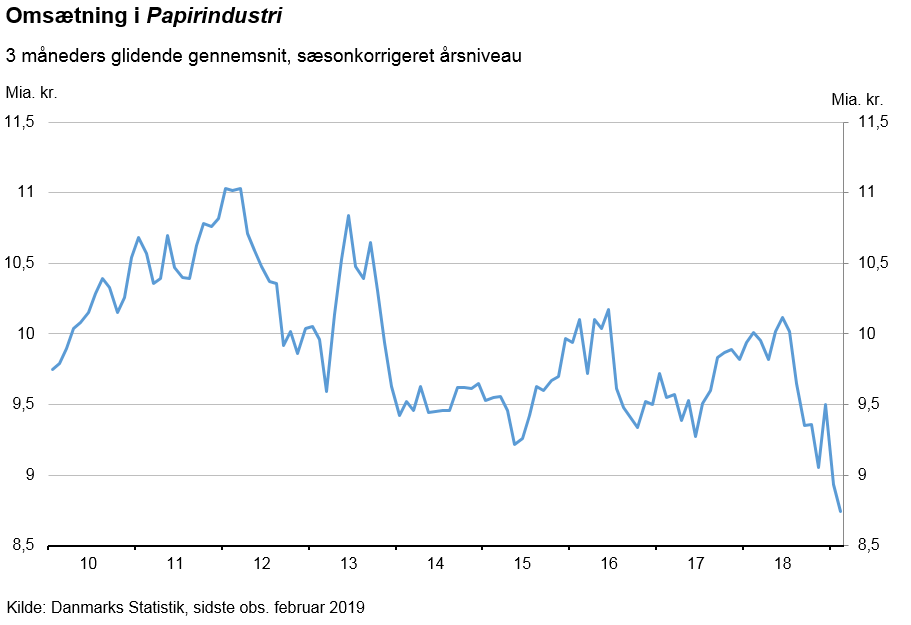 Omsætning i Papirindustri
3 måneders glidende gennemsnit, sæsonkorrigeret årsniveau
Mia. kr.
Mia. kr.
11,5
11,5
11
11
10,5
10,5
10
10
9,5
9,5
9
9
8,5
8,5
10 11 12 13 14 15 16 17 18
Kilde: Danmarks Statistik, sidste obs. februar 2019